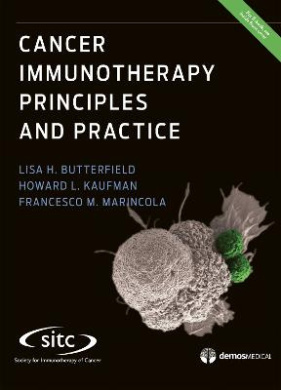 CANCER
IMMUNOTHERAPY
PRINCIPLES
AND PRACTICE
LISA H. BUTTERFIELD
HOWARD L. KAUFMAN
FRANCESCO M. MARINCOLA
sitc
Society for Immunotherapy of Cancer
demosMEDICAL